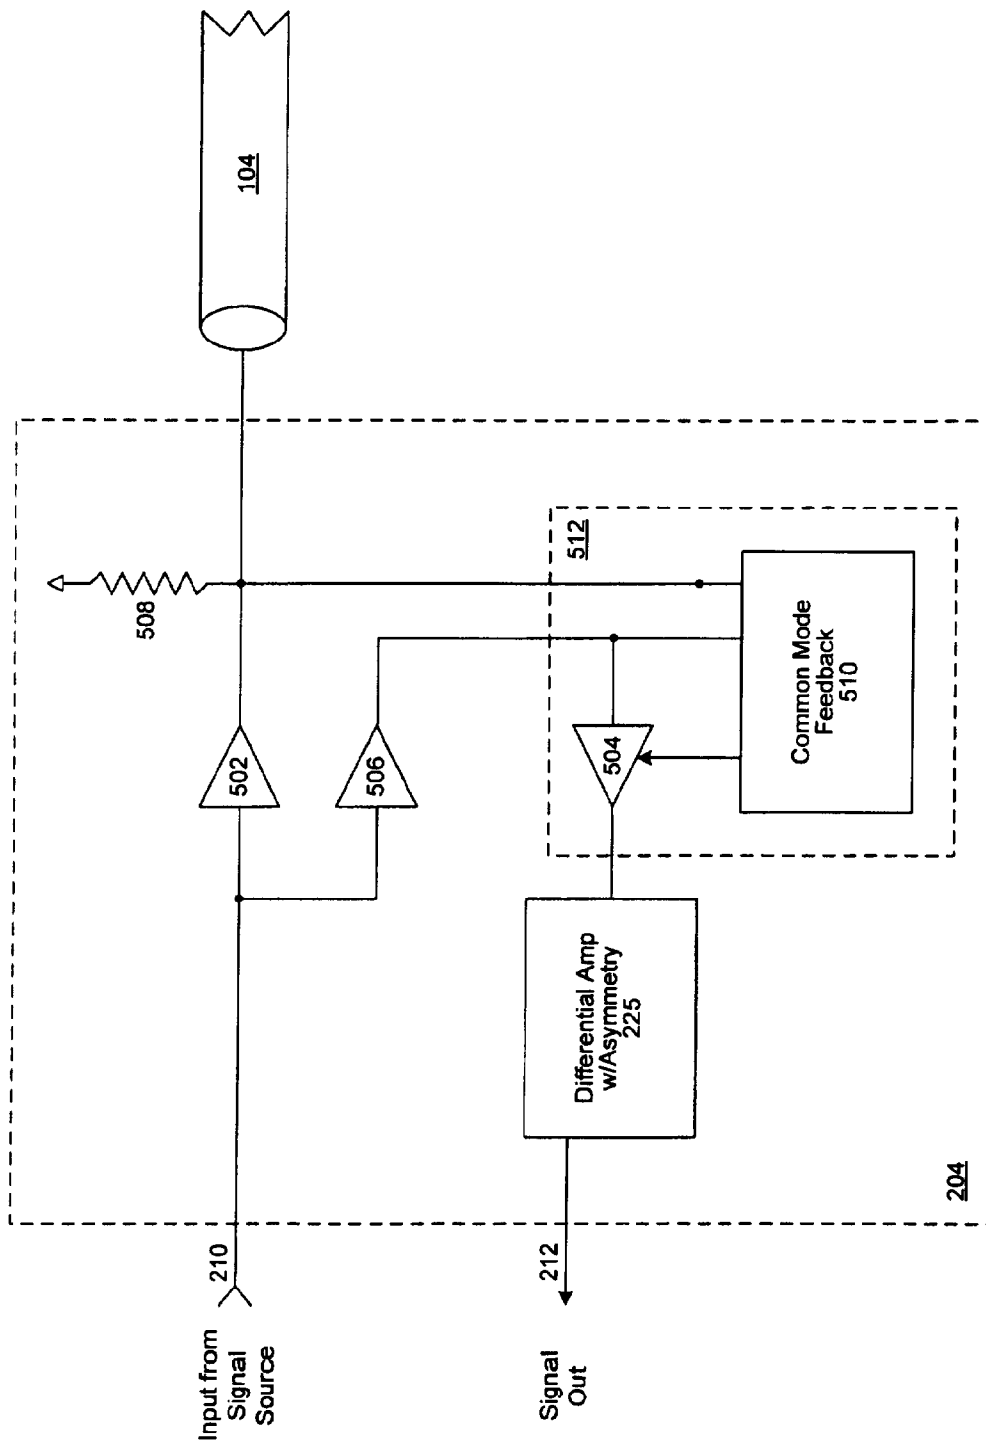 104
508
502
506
512
504
Common Mode
Feedback
510
Differential Amp
w/Asymmetry
225
204
210
212
Input from
Signal
Source
Signal
Out